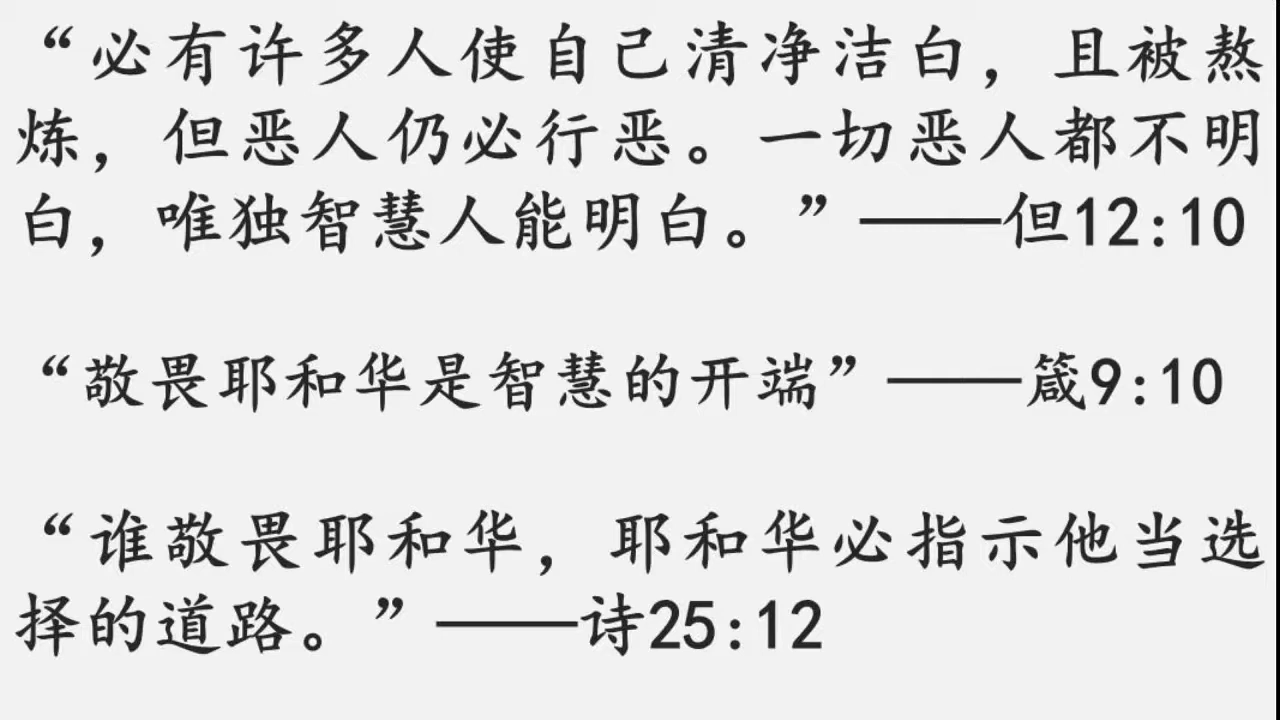 “必有许多人使自己清净洁白，且被熬
炼，但恶人仍必行恶。一切恶人都不明
白，唯独智慧人能明白。”——但12:10
“敬畏耶和华是智慧的开端”——箴9:10
“谁敬畏耶和华，耶和华必指示他当选
择的道路。”——诗25:12